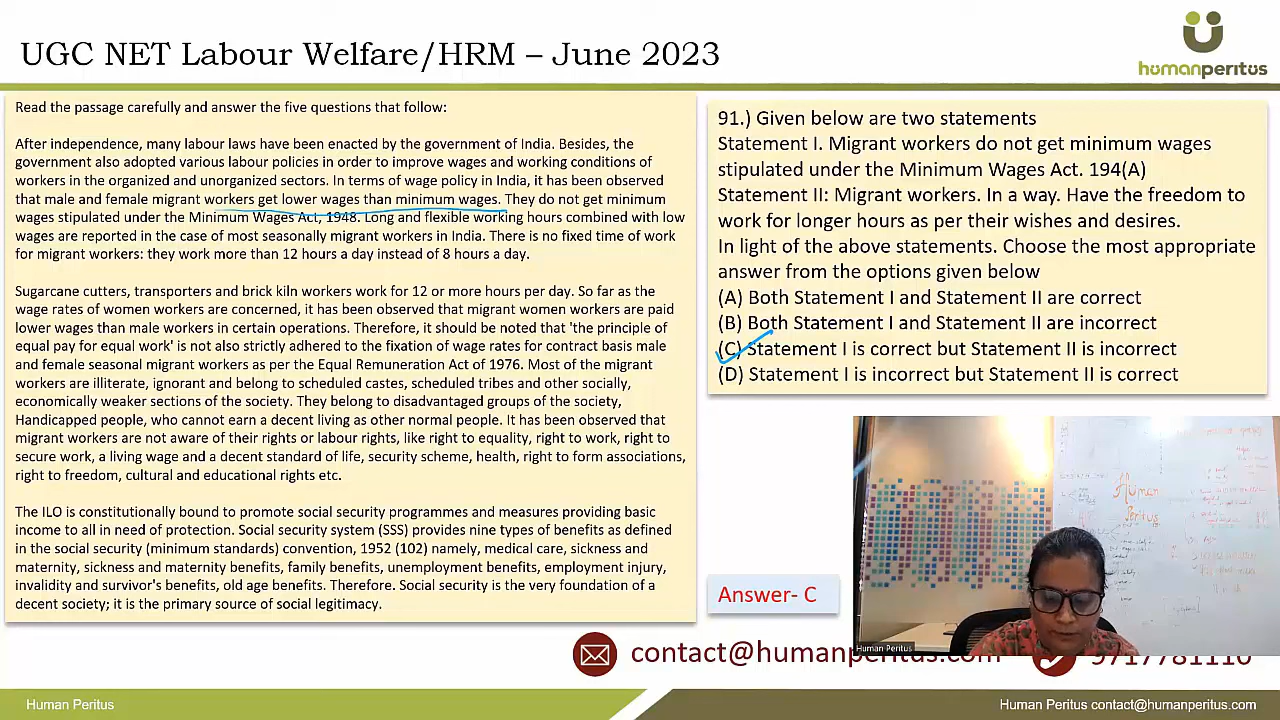 UGC NET Labour Welfare/HRM – June 2023
humanperitus
Read the passage carefully and answer the five questions that follow:
After independence, many labour laws have been enacted by the government of India. Besides, the
government also adopted various labour policies in order to improve wages and working conditions of
workers in the organized and unorganized sectors. In terms of wage policy in India, it has been observed
that male and female migrant workers get lower wages than minimum wages. They do not get minimum
wages stipulated under the Minimum Wages Act, 1948. Long and flexible working hours combined with low
wages are reported in the case of most seasonally migrant workers in India. There is no fixed time of work
for migrant workers: they work more than 12 hours a day instead of 8 hours a day.
Sugarcane cutters, transporters and brick kiln workers work for 12 or more hours per day. So far as the
wage rates of women workers are concerned, it has been observed that migrant women workers are paid
lower wages than male workers in certain operations. Therefore, it should be noted that 'the principle of
equal pay for equal work' is not also strictly adhered to the fixation of wage rates for contract basis male
and female seasonal migrant workers as per the Equal Remuneration Act of 1976. Most of the migrant
workers are illiterate, ignorant and belong to scheduled castes, scheduled tribes and other socially,
economically weaker sections of the society. They belong to disadvantaged groups of the society,
Handicapped people, who cannot earn a decent living as other normal people. It has been observed that
migrant workers are not aware of their rights or labour rights, like right to equality, right to work, right to
secure work, a living wage and a decent standard of life, security scheme, health, right to form associations,
right to freedom, cultural and educational rights etc.
The ILO is constitutionally bound to promote social security programmes and measures providing basic
income to all in need of protection. Social security system (SSS) provides nine types of benefits as defined
in the social security (minimum standards) convention, 1952 (102) namely, medical care, sickness and
maternity, sickness and maternity benefits, family benefits, unemployment benefits, employment injury,
invalidity and survivor's benefits, old age benefits. Therefore. Social security is the very foundation of a
decent society; it is the primary source of social legitimacy.
91.) Given below are two statements
Statement I. Migrant workers do not get minimum wages
stipulated under the Minimum Wages Act. 194(A)
Statement II: Migrant workers. In a way. Have the freedom to
work for longer hours as per their wishes and desires.
In light of the above statements. Choose the most appropriate
answer from the options given below
(A) Both Statement I and Statement II are correct
(B) Both Statement I and Statement II are incorrect
(C) Statement I is correct but Statement II is incorrect
(D) Statement I is incorrect but Statement II is correct
Answer- C
Human
Peritus
Human Peritus
contact@humanperitus.com
9717781110
Human Peritus
Human Peritus contact@humanperitus.com